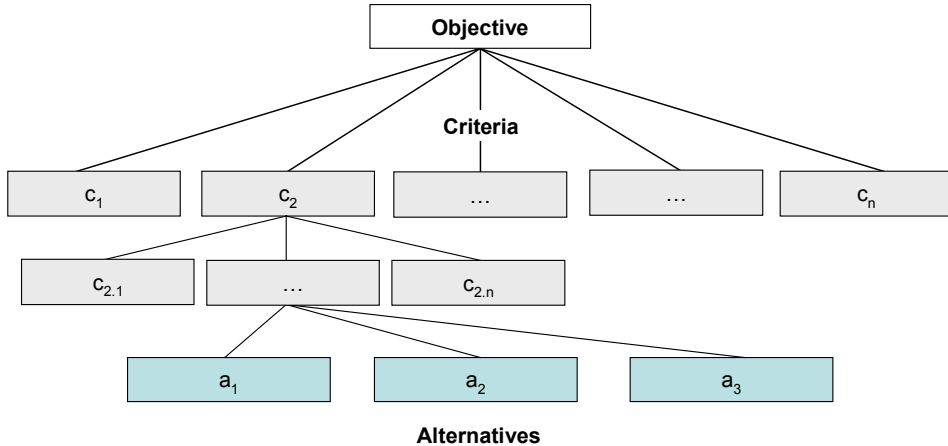 Objective
Criteria
c₁
c₂
…
…
cₙ
c₂.₁
…
c₂.ₙ
a₁
a₂
a₃
Alternatives